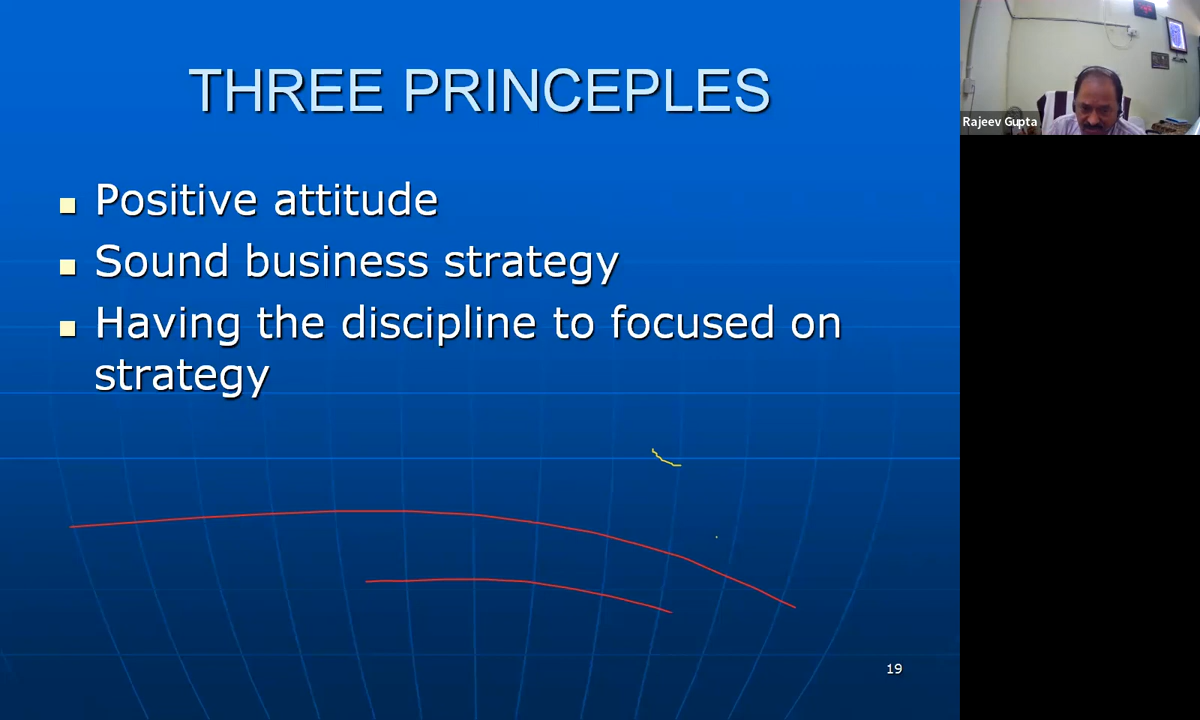 THREE PRINCEPLES
Positive attitude
Sound business strategy
Having the discipline to focused on
strategy
19
Rajeev Gupta